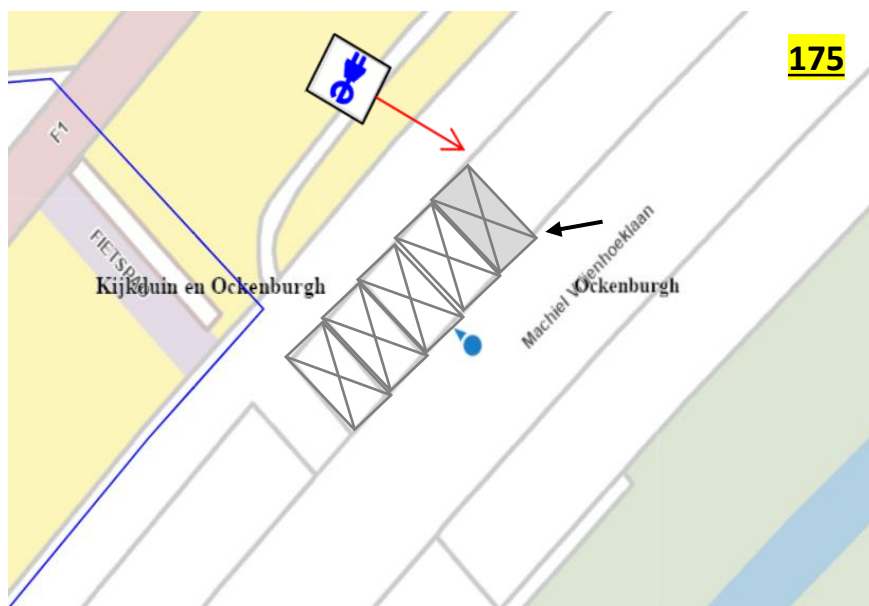 175
F1
FIETSPAD
Kijkduin en Ockenburgh
Machiel Vrijenhoeklaan
Ockenburgh